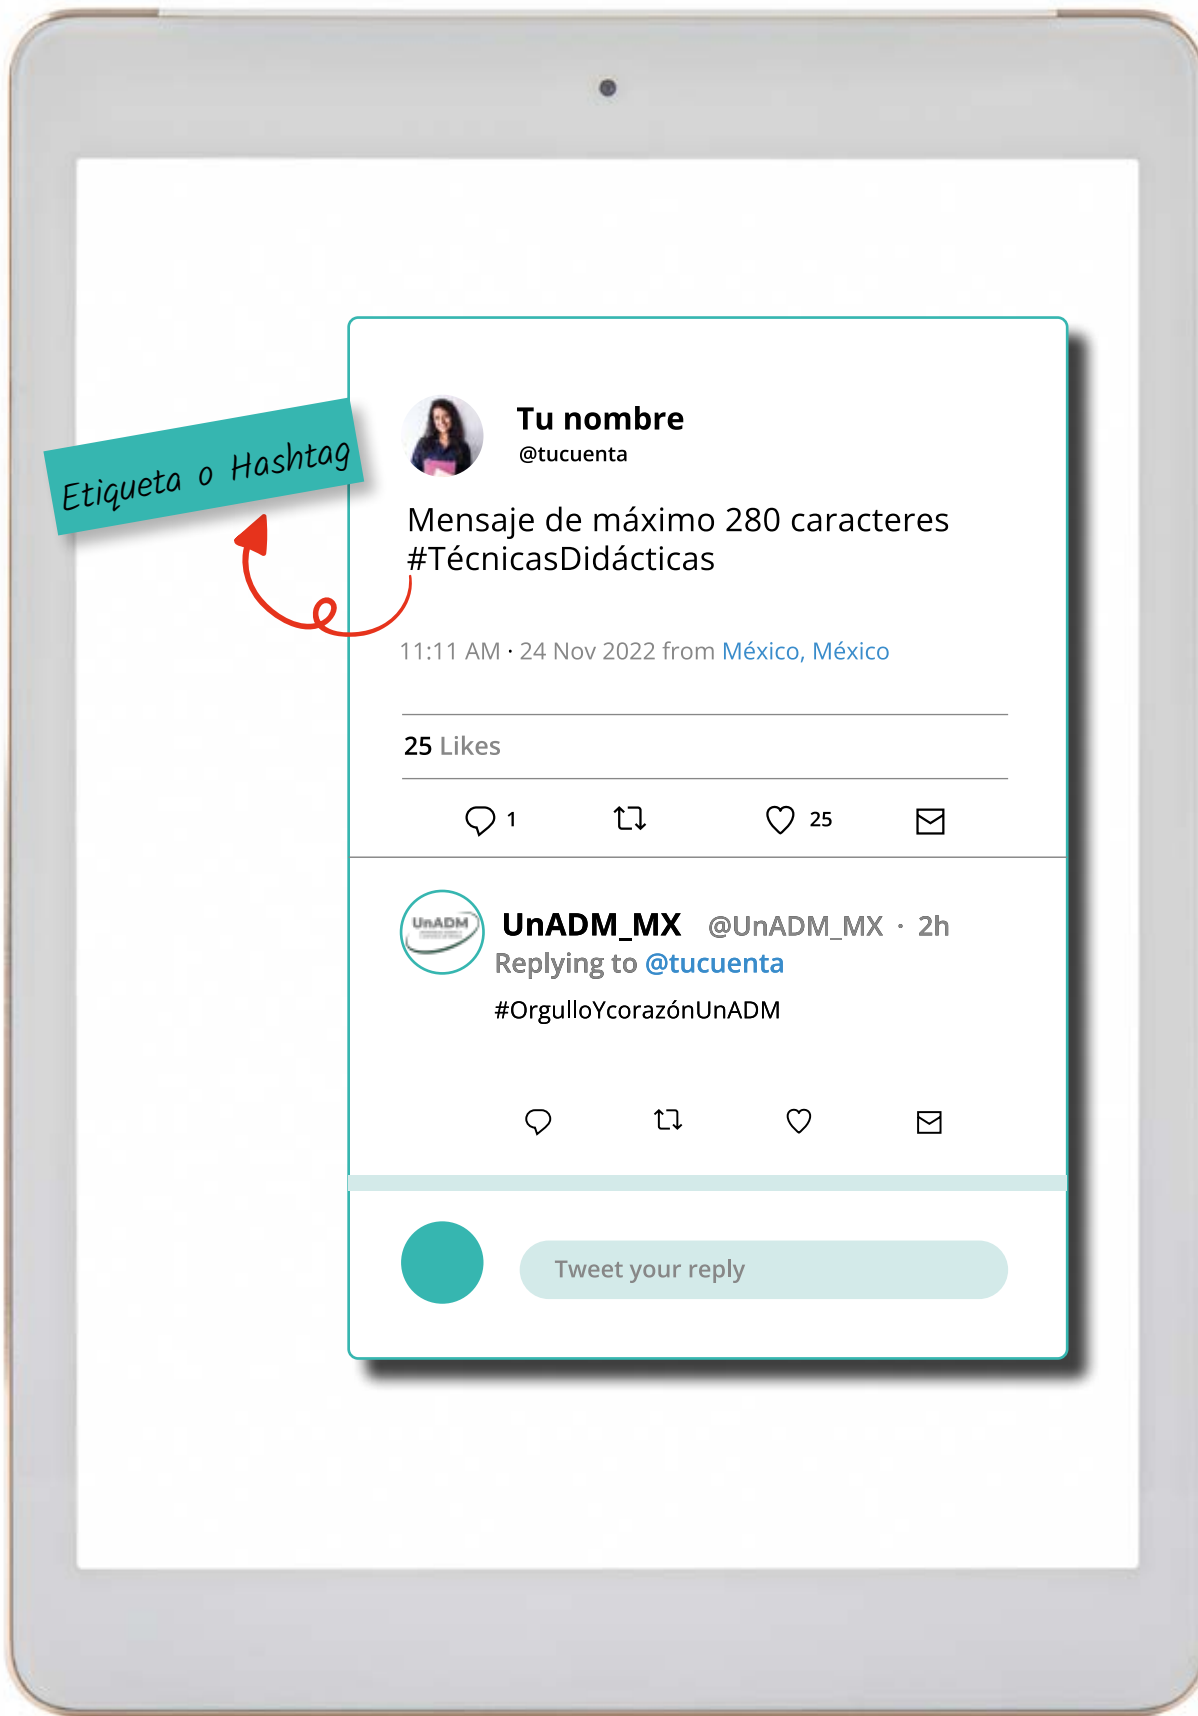 Etiqueta o Hashtag
Tu nombre
@tucuenta
Mensaje de máximo 280 caracteres
#TécnicasDidácticas
11:11 AM · 24 Nov 2022 from México, México
25 Likes
1 25
UnADM
UnADM_MX @UnADM_MX · 2h
Replying to @tucuenta
#OrgulloYcorazónUnADM
Tweet your reply